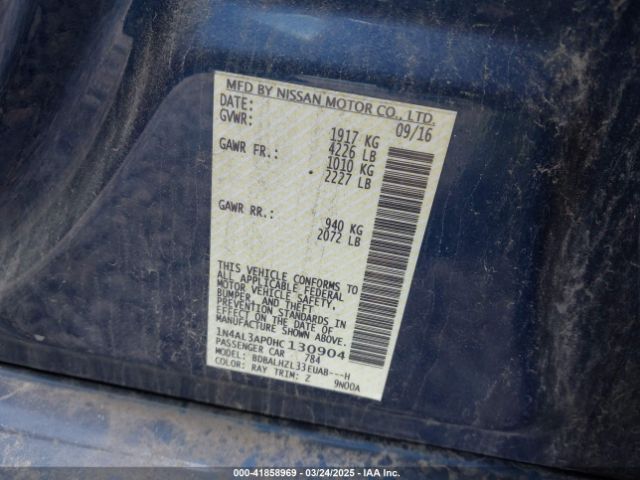 MFD BY NISSAN MOTOR CO., LTD.
DATE: 09/16
GVWR: 1917 KG
4226 LB
GAWR FR.: 1010 KG
2227 LB
GAWR RR.: 940 KG
2072 LB
THIS VEHICLE CONFORMS TO
ALL APPLICABLE FEDERAL
MOTOR VEHICLE SAFETY,
BUMPER, AND THEFT
PREVENTION STANDARDS IN
EFFECT ON THE DATE OF
MANUFACTURE SHOWN ABOVE.
1N4AL3AP0HC130904
PASSENGER CAR 784
MODEL: BDBALHZL33EUAB---H
COLOR: RAY TRIM: Z 9N00A
000-41858969 — 03/24/2025 — IAA Inc.